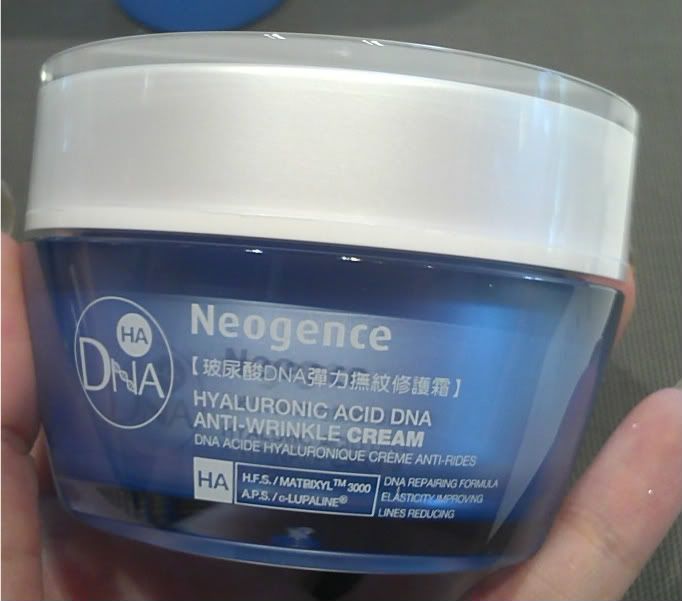 HA
DNA
Neogence
【玻尿酸DNA彈力撫紋修護霜】
HYALURONIC ACID DNA
ANTI-WRINKLE CREAM
DNA ACIDE HYALURONIQUE CRÈME ANTI-RIDES
HA
H.F.S. / MATRIXYL™ 3000
A.P.S. / α-LUPALINE®
DNA REPAIRING FORMULA
ELASTICITY IMPROVING
LINES REDUCING